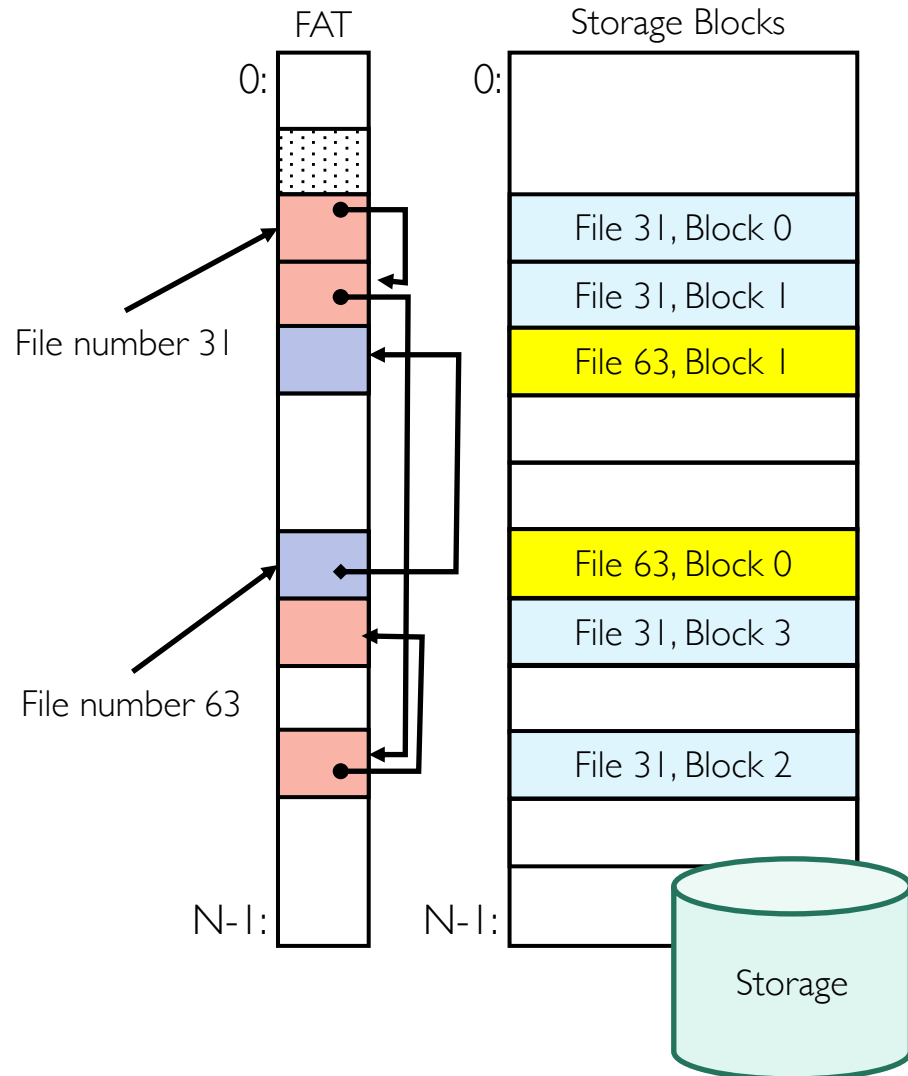 FAT
Storage Blocks
0:
0:
File 31, Block 0
File 31, Block 1
File number 31
File 63, Block 1
File 63, Block 0
File 31, Block 3
File number 63
File 31, Block 2
N-1:
N-1:
Storage